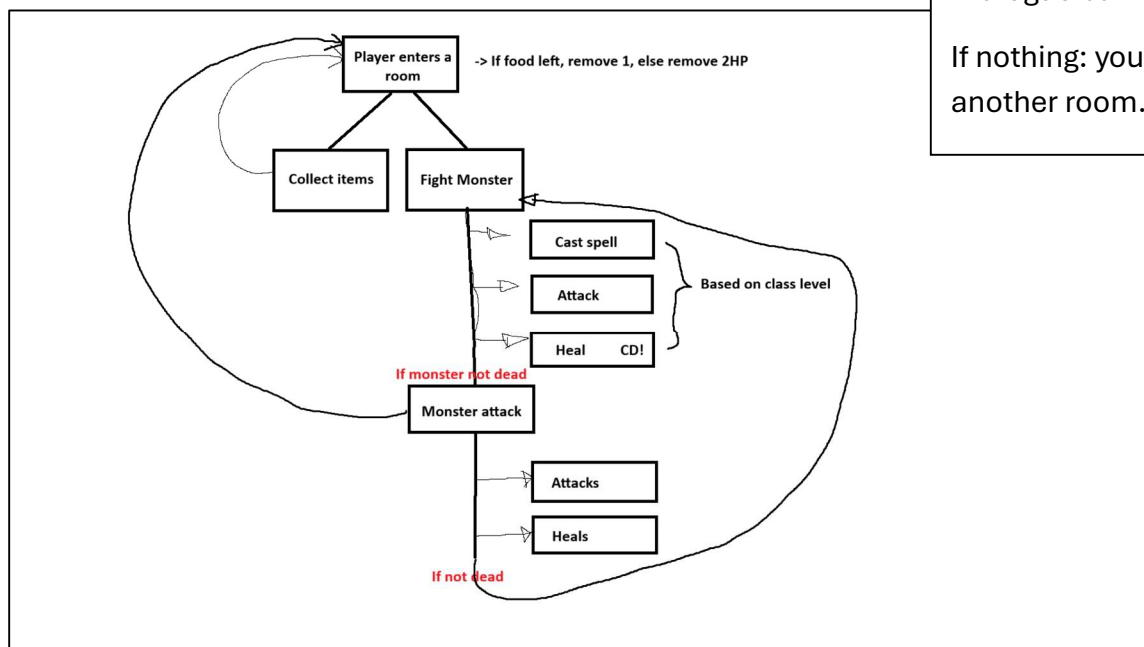 If nothing: you
another room.
Player enters a
room
-> If food left, remove 1, else remove 2HP
Collect items
Fight Monster
Cast spell
Attack
Based on class level
Heal CD!
If monster not dead
Monster attack
Attacks
Heals
If not dead